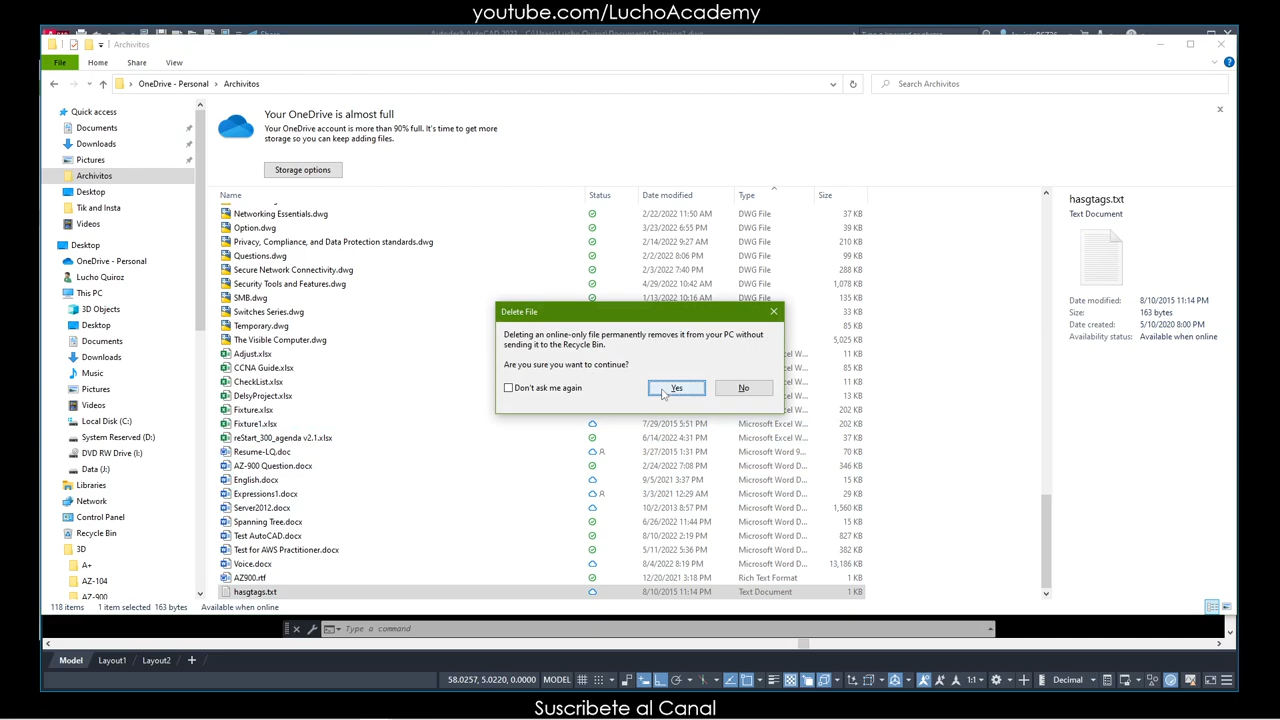 youtube.com/LuchoAcademy
Archivitos
File Home Share View
OneDrive - Personal > Archivitos
Search Archivitos
Your OneDrive is almost full
Your OneDrive account is more than 90% full. It's time to get more
storage so you can keep adding files.
Storage options
Quick access
Documents
Downloads
Pictures
Archivitos
Desktop
Tik and Insta
Videos
Desktop
OneDrive - Personal
Lucho Quiroz
This PC
3D Objects
Desktop
Documents
Downloads
Music
Pictures
Videos
Local Disk (C:)
System Reserved (D:)
DVD RW Drive (I:)
Data (J:)
Libraries
Network
Control Panel
Recycle Bin
3D
A+
AZ-104
AZ-900
Name Status Date modified Type Size
Networking Essentials.dwg 2/22/2022 11:50 AM DWG File 37 KB
Option.dwg 3/23/2022 6:55 PM DWG File 39 KB
Privacy, Compliance, and Data Protection standards.dwg 2/14/2022 9:27 AM DWG File 210 KB
Questions.dwg 2/2/2022 8:06 PM DWG File 99 KB
Secure Network Connectivity.dwg 2/3/2022 7:40 PM DWG File 288 KB
Security Tools and Features.dwg 4/29/2022 10:42 AM DWG File 1,078 KB
SMB.dwg 1/13/2022 10:16 AM DWG File 135 KB
Switches Series.dwg 33 KB
Temporary.dwg 85 KB
The Visible Computer.dwg 5,025 KB
Adjust.xlsx 11 KB
CCNA Guide.xlsx 11 KB
CheckList.xlsx 11 KB
DelsyProject.xlsx 11 KB
Fixture.xlsx 202 KB
Fixture1.xlsx 7/29/2015 5:51 PM Microsoft Excel W... 202 KB
reStart_300_agenda v2.1.xlsx 6/14/2022 4:31 PM Microsoft Excel W... 37 KB
Resume-LQ.doc 3/27/2015 1:31 PM Microsoft Word 9... 70 KB
AZ-900 Question.docx 2/24/2022 7:08 PM Microsoft Word D... 346 KB
English.docx 9/5/2021 3:37 PM Microsoft Word D... 15 KB
Expressions1.docx 3/3/2021 12:29 AM Microsoft Word D... 29 KB
Server2012.docx 10/2/2013 8:57 PM Microsoft Word D... 1,560 KB
Spanning Tree.docx 6/26/2022 11:44 PM Microsoft Word D... 15 KB
Test AutoCAD.docx 8/10/2022 2:19 PM Microsoft Word D... 827 KB
Test for AWS Practitioner.docx 5/11/2022 5:36 PM Microsoft Word D... 382 KB
Voice.docx 8/4/2022 8:19 PM Microsoft Word D... 13,186 KB
AZ900.rtf 12/20/2021 3:18 PM Rich Text Format 1 KB
hasgtags.txt 8/10/2015 11:14 PM Text Document 1 KB
Delete File
Deleting an online-only file permanently removes it from your PC without
sending it to the Recycle Bin.
Are you sure you want to continue?
Don't ask me again Yes No
hasgtags.txt
Text Document
Date modified: 8/10/2015 11:14 PM
Size: 163 bytes
Date created: 5/10/2020 8:00 PM
Availability status: Available when online
118 items 1 item selected 163 bytes Available when online
Type a command
Model Layout1 Layout2 +
58.0257, 5.0220, 0.0000 MODEL 1:1 Decimal
Suscribete al Canal